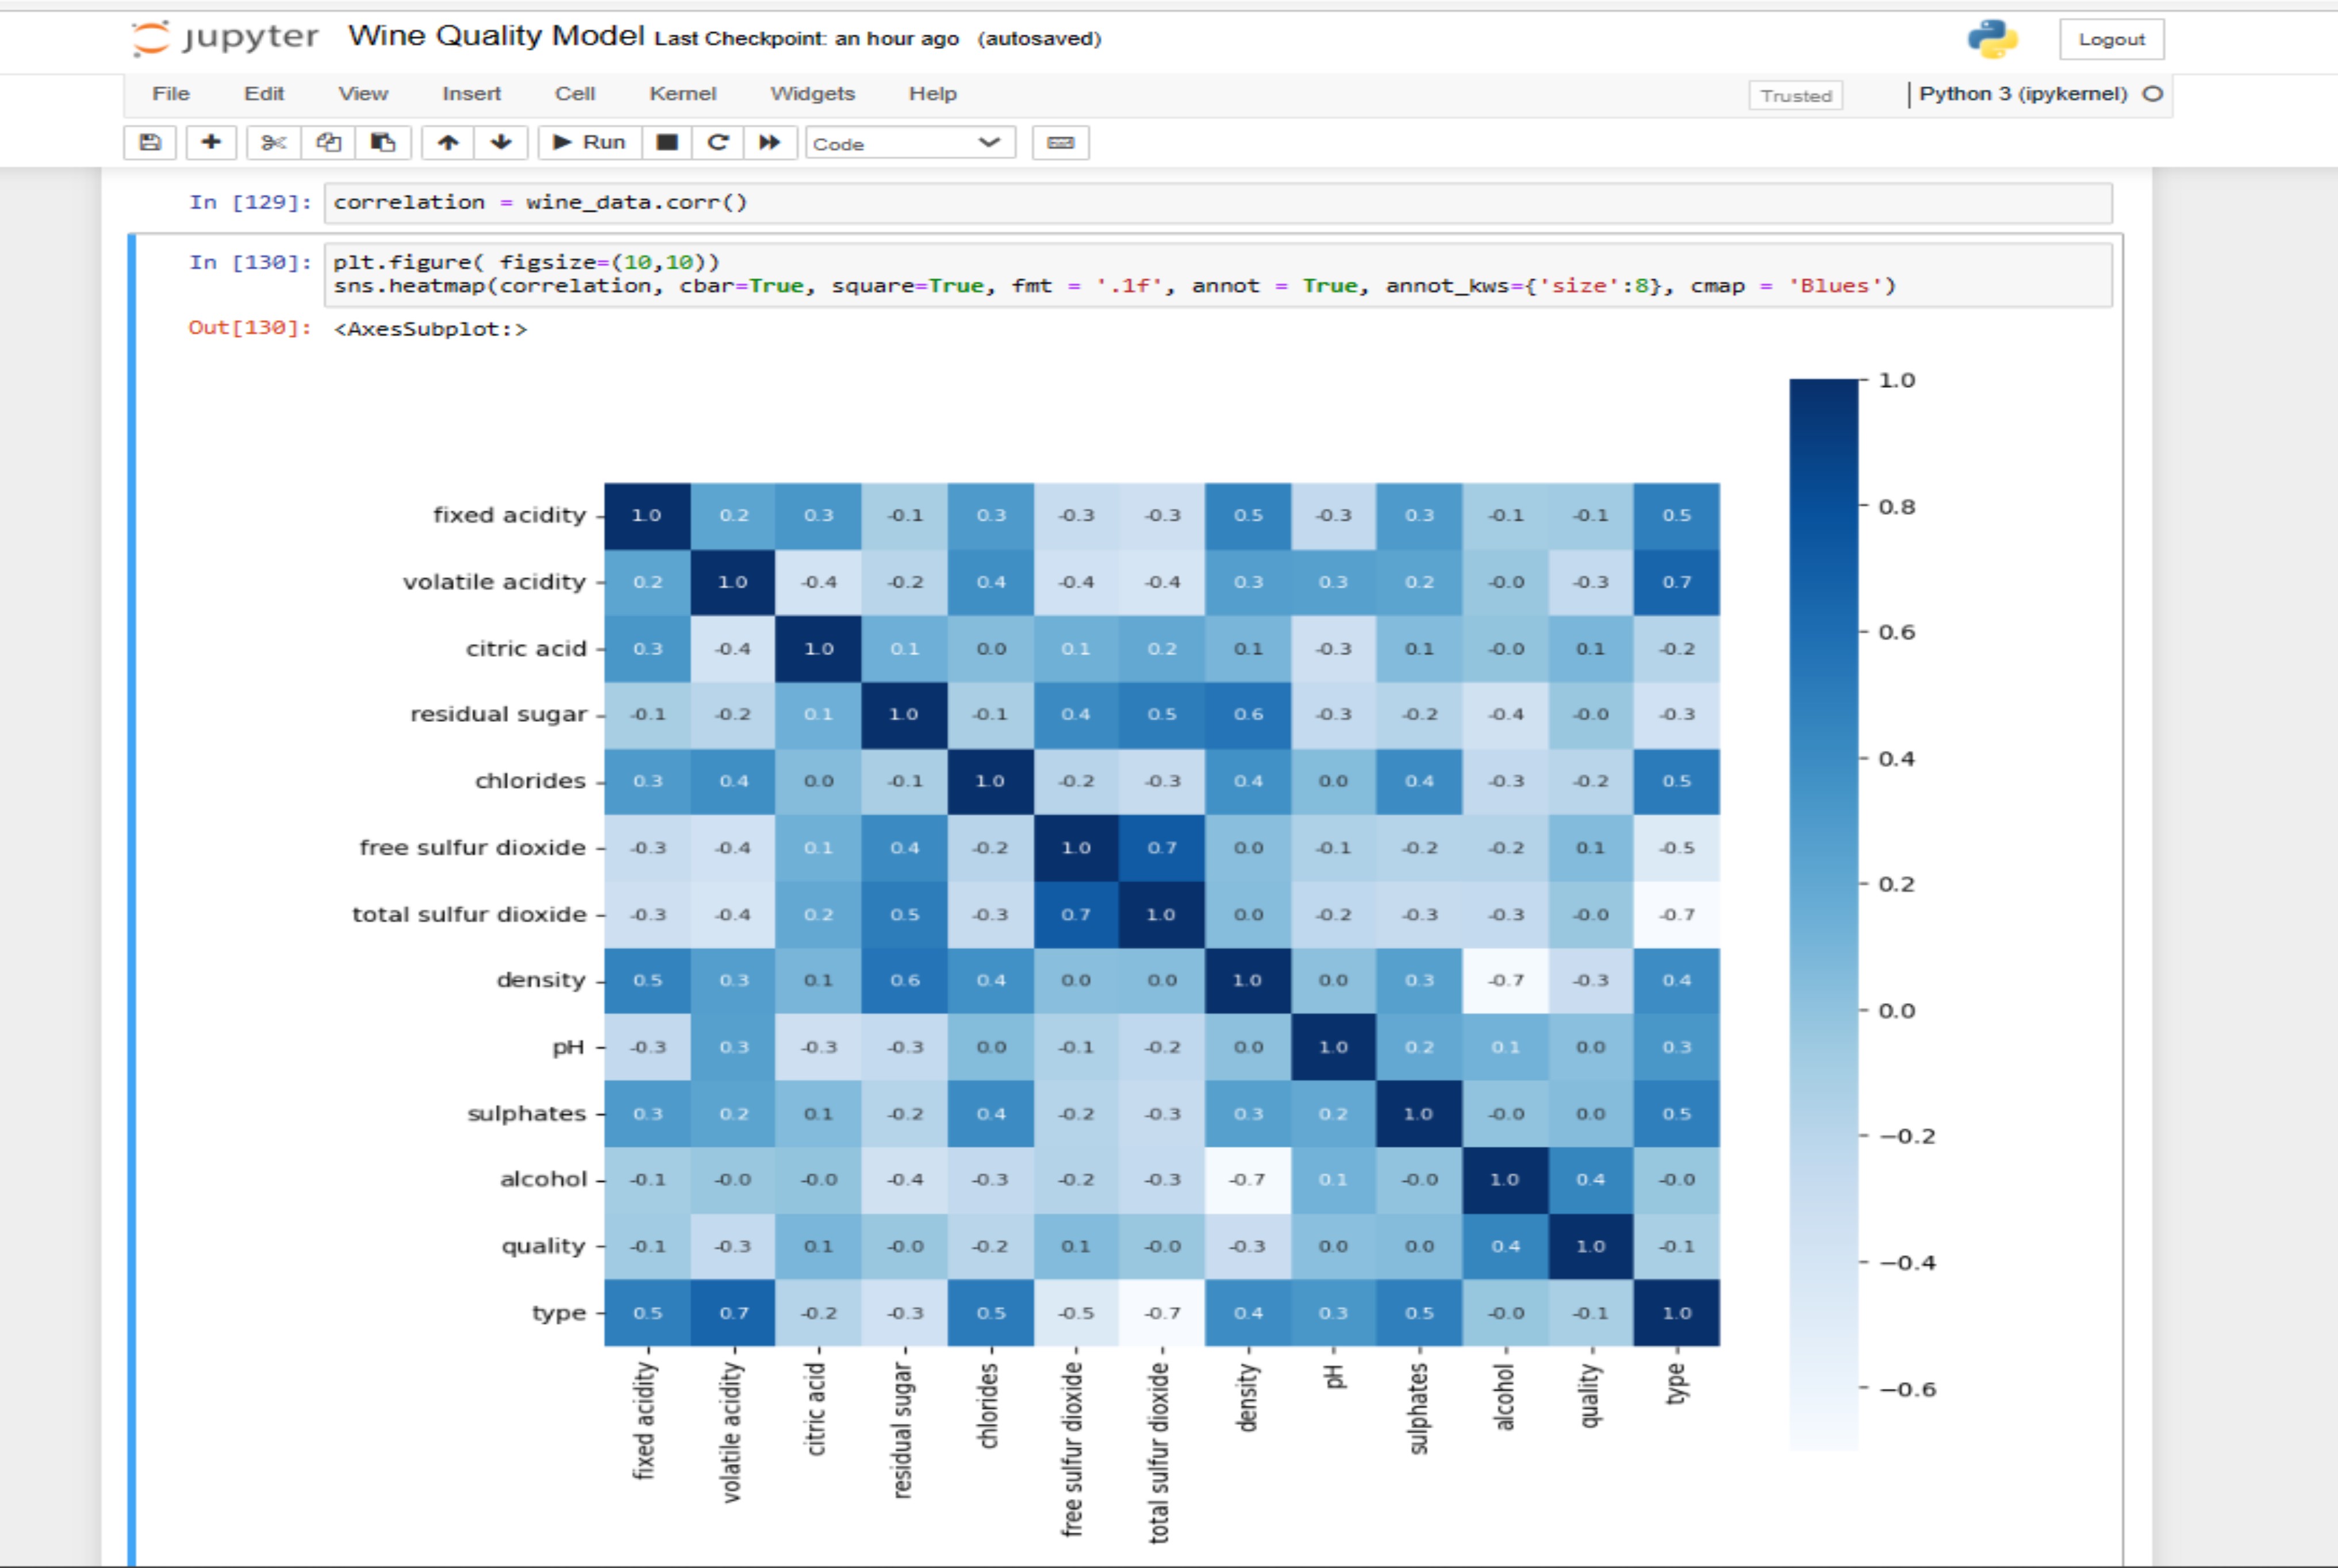 jupyter Wine Quality Model Last Checkpoint: an hour ago (autosaved) Logout
File Edit View Insert Cell Kernel Widgets Help Trusted Python 3 (ipykernel)
Run Code
In [129]: correlation = wine_data.corr()
In [130]: plt.figure( figsize=(10,10))
sns.heatmap(correlation, cbar=True, square=True, fmt = '.1f', annot = True, annot_kws={'size':8}, cmap = 'Blues')
Out[130]: <AxesSubplot:>
fixed acidity 1.0 0.2 0.3 -0.1 0.3 -0.3 -0.3 0.5 -0.3 0.3 -0.1 -0.1 0.5
volatile acidity 0.2 1.0 -0.4 -0.2 0.4 -0.4 -0.4 0.3 0.3 0.2 -0.0 -0.3 0.7
citric acid 0.3 -0.4 1.0 0.1 0.0 0.1 0.2 0.1 -0.3 0.1 -0.0 0.1 -0.2
residual sugar -0.1 -0.2 0.1 1.0 -0.1 0.4 0.5 0.6 -0.3 -0.2 -0.4 -0.0 -0.3
chlorides 0.3 0.4 0.0 -0.1 1.0 -0.2 -0.3 0.4 0.0 0.4 -0.3 -0.2 0.5
free sulfur dioxide -0.3 -0.4 0.1 0.4 -0.2 1.0 0.7 0.0 -0.1 -0.2 -0.2 0.1 -0.5
total sulfur dioxide -0.3 -0.4 0.2 0.5 -0.3 0.7 1.0 0.0 -0.2 -0.3 -0.3 -0.0 -0.7
density 0.5 0.3 0.1 0.6 0.4 0.0 0.0 1.0 0.0 0.3 -0.7 -0.3 0.4
pH -0.3 0.3 -0.3 -0.3 0.0 -0.1 -0.2 0.0 1.0 0.2 0.1 0.0 0.3
sulphates 0.3 0.2 0.1 -0.2 0.4 -0.2 -0.3 0.3 0.2 1.0 -0.0 0.0 0.5
alcohol -0.1 -0.0 -0.0 -0.4 -0.3 -0.2 -0.3 -0.7 0.1 -0.0 1.0 0.4 -0.0
quality -0.1 -0.3 0.1 -0.0 -0.2 0.1 -0.0 -0.3 0.0 0.0 0.4 1.0 -0.1
type 0.5 0.7 -0.2 -0.3 0.5 -0.5 -0.7 0.4 0.3 0.5 -0.0 -0.1 1.0
fixed acidity
volatile acidity
citric acid
residual sugar
chlorides
free sulfur dioxide
total sulfur dioxide
density
pH
sulphates
alcohol
quality
type
1.0
0.8
0.6
0.4
0.2
0.0
−0.2
−0.4
−0.6